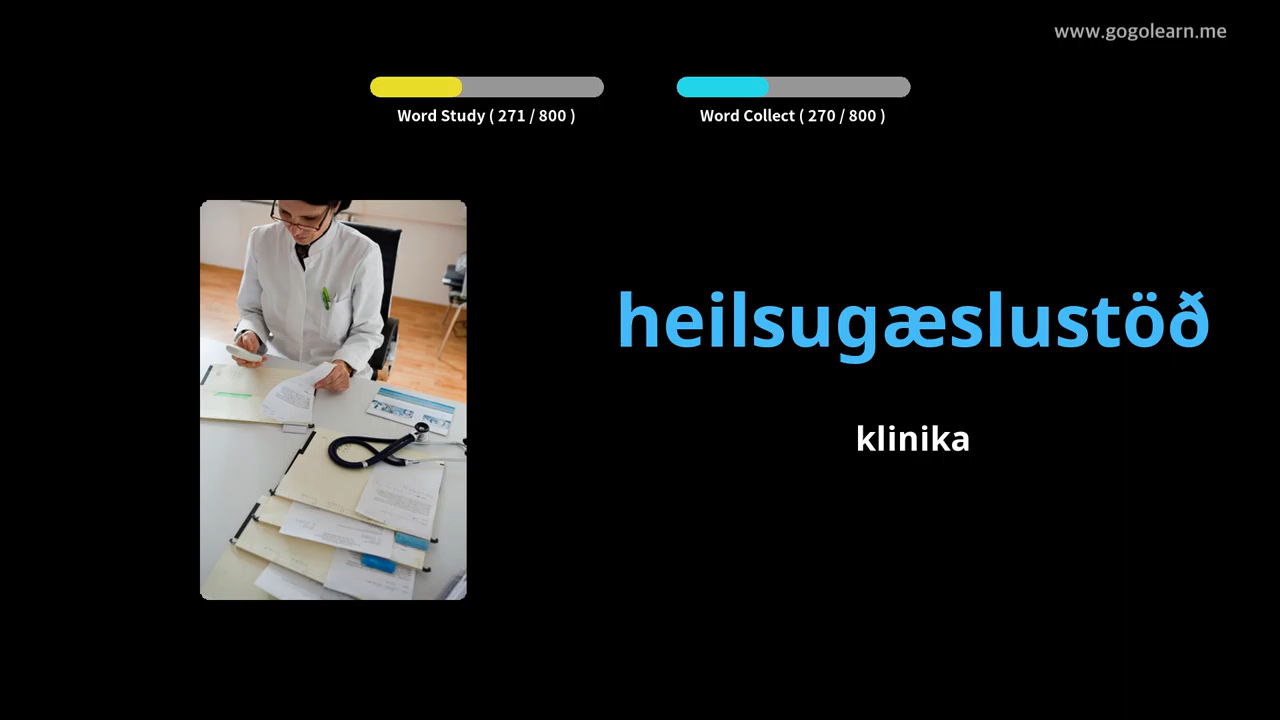 www.gogolearn.me
Word Study ( 271 / 800 )
Word Collect ( 270 / 800 )
heilsugæslustöð
klinika